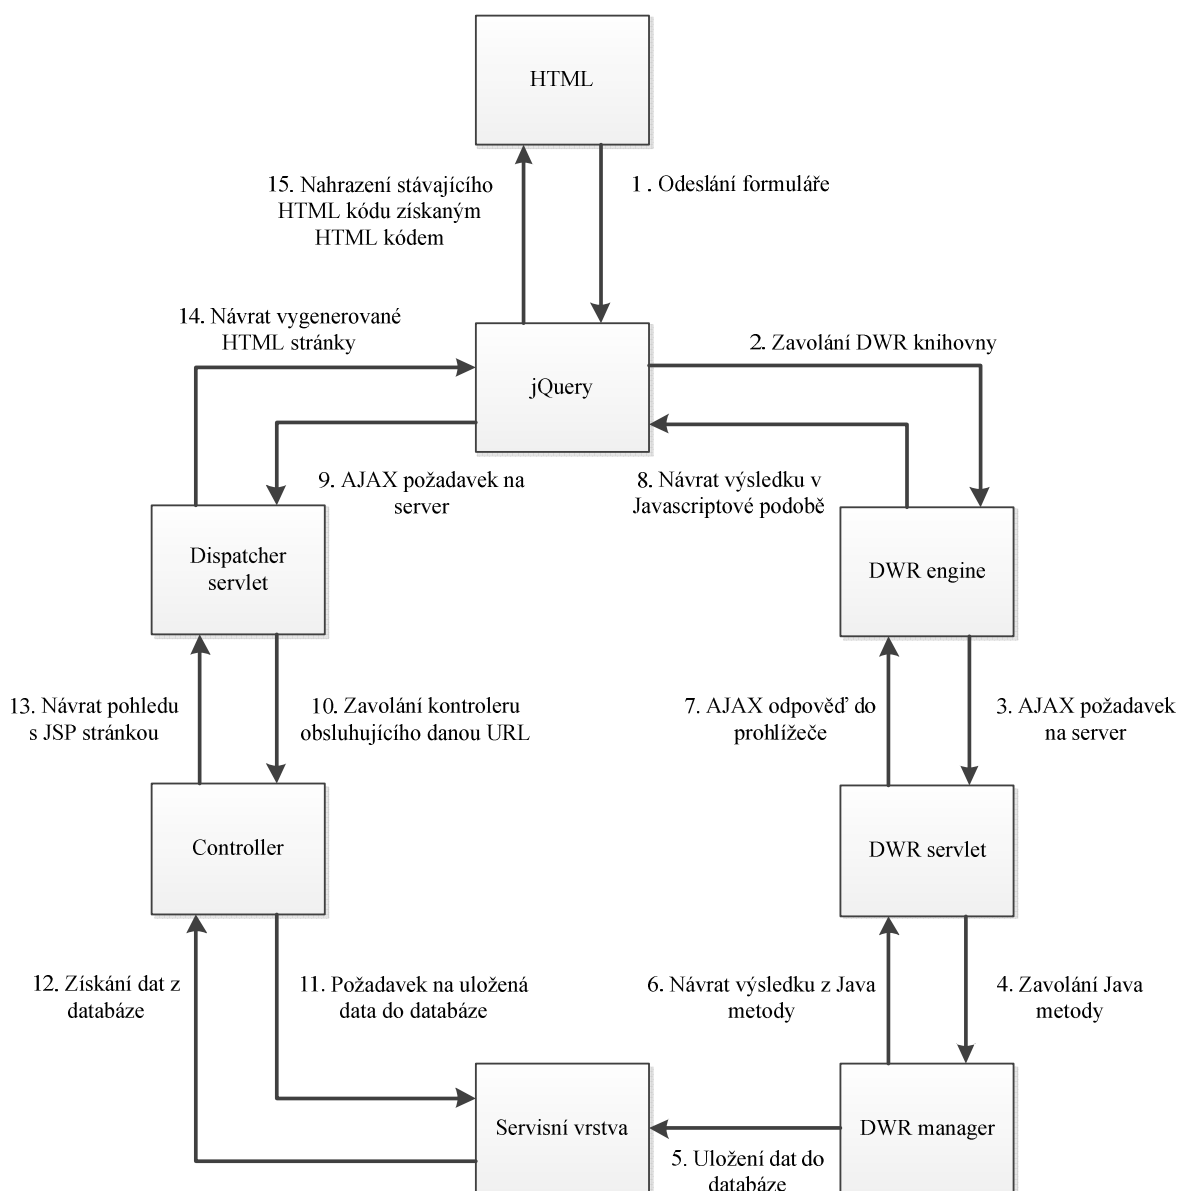 HTML
15. Nahrazení stávajícího
HTML kódu získaným
HTML kódem
1 . Odeslání formuláře
14. Návrat vygenerované
HTML stránky
2. Zavolání DWR knihovny
jQuery
9. AJAX požadavek na
server
8. Návrat výsledku v
Javascriptové podobě
Dispatcher
servlet
DWR engine
13. Návrat pohledu
s JSP stránkou
10. Zavolání kontroleru
obsluhujícího danou URL
7. AJAX odpověď do
prohlížeče
3. AJAX požadavek
na server
Controller
DWR servlet
12. Získání dat z
databáze
11. Požadavek na uložená
data do databáze
6. Návrat výsledku z Java
metody
4. Zavolání Java
metody
Servisní vrstva
DWR manager
5. Uložení dat do
databáze